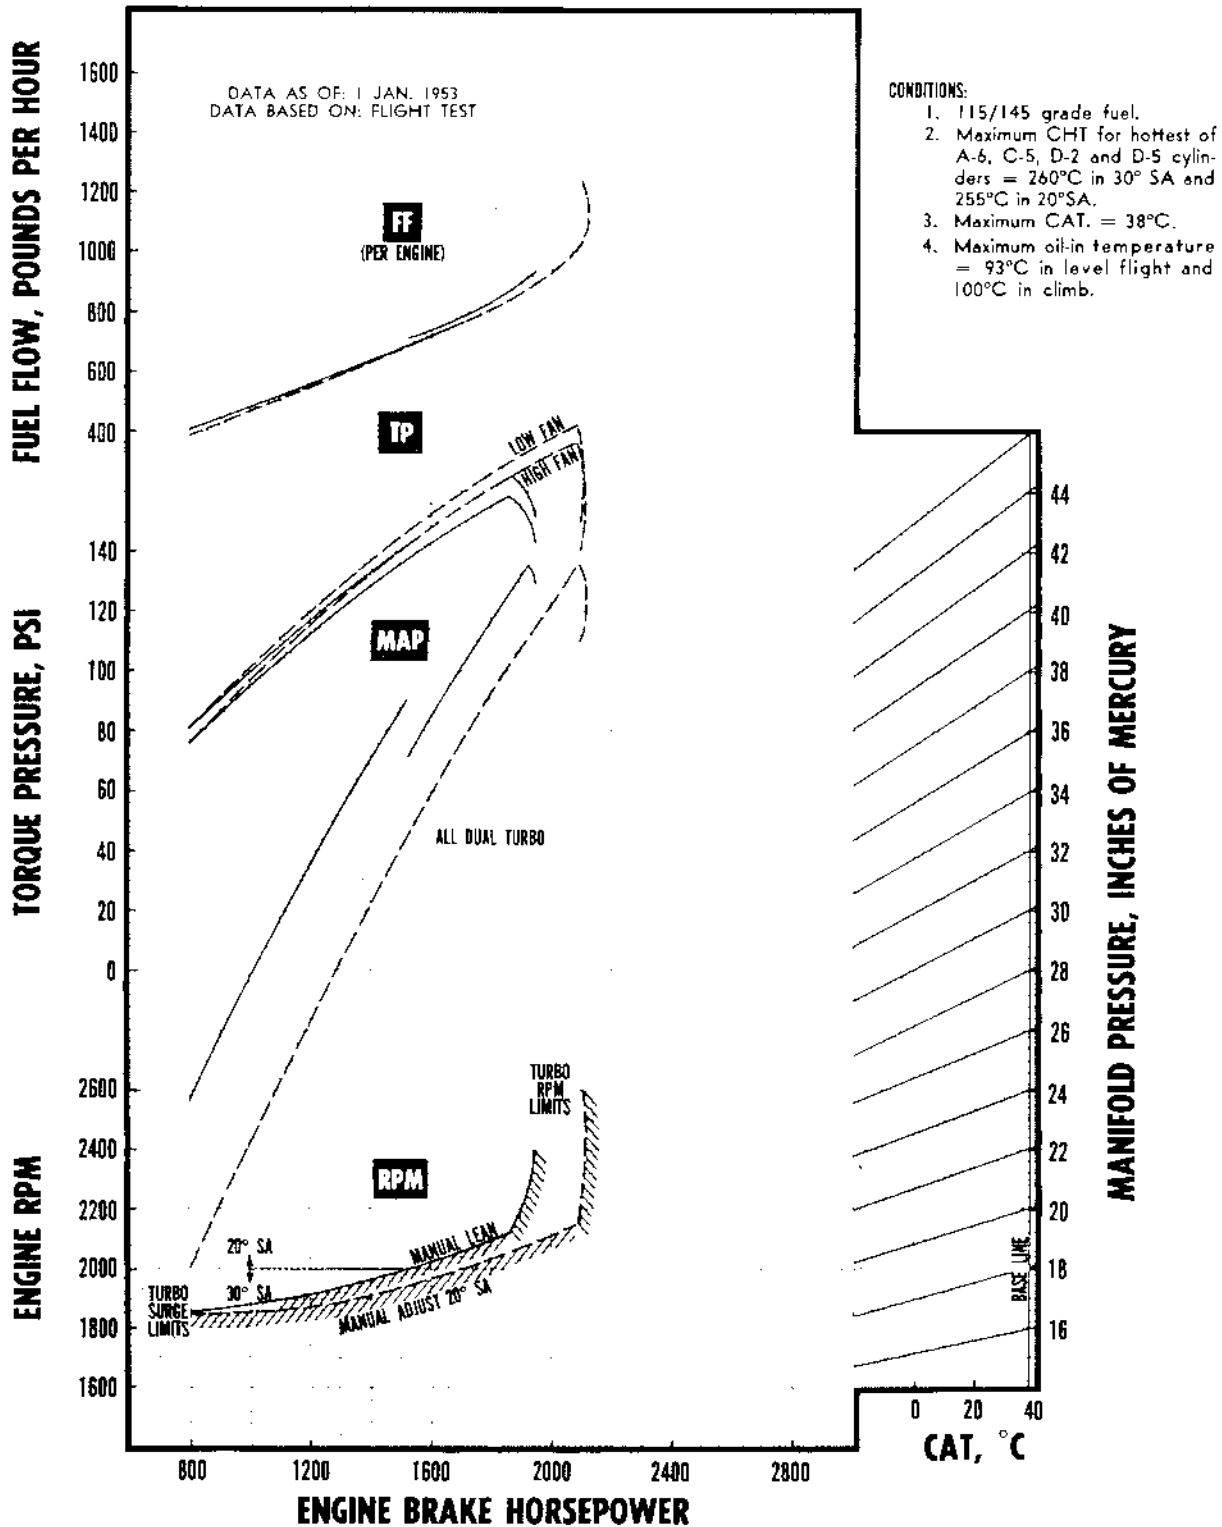 DATA AS OF: 1 JAN. 1953
DATA BASED ON: FLIGHT TEST
CONDITIONS:
1. 115/145 grade fuel.
2. Maximum CHT for hottest of
A-6, C-5, D-2 and D-5 cylin-
ders = 260°C in 30° SA and
255°C in 20°SA.
3. Maximum CAT. = 38°C.
4. Maximum oil-in temperature
= 93°C in level flight and
100°C in climb.
FUEL FLOW, POUNDS PER HOUR
1600
1400
1200
1000
800
600
400
FF
(PER ENGINE)
TP
LOW FAN
HIGH FAN
MAP
ALL DUAL TURBO
TORQUE PRESSURE, PSI
140
120
100
80
60
40
20
0
ENGINE RPM
2600
2400
2200
2000
1800
1600
TURBO
RPM
LIMITS
RPM
20° SA
30° SA
MANUAL LEAN
MANUAL ADJUST 20° SA
TURBO
SURGE
LIMITS
44
42
40
38
36
34
32
30
28
26
24
22
20
18
16
MANIFOLD PRESSURE, INCHES OF MERCURY
BASE LINE
0 20 40
CAT, °C
800 1200 1600 2000 2400 2800
ENGINE BRAKE HORSEPOWER